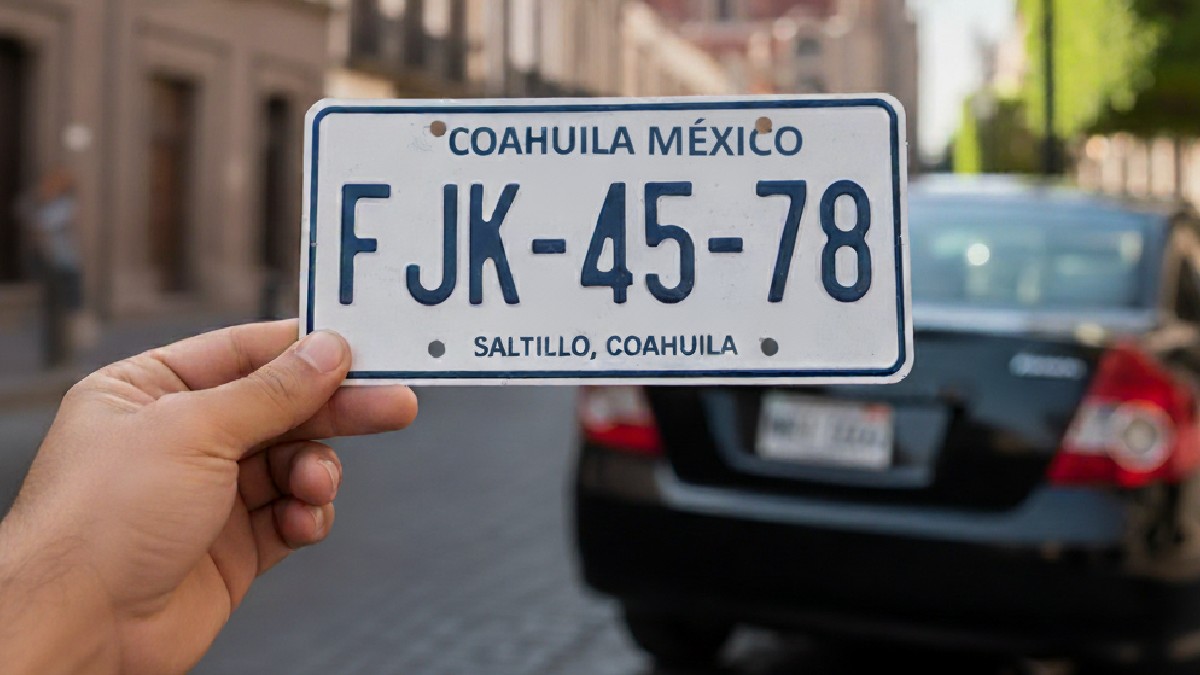 COAHUILA MÉXICO
FJK-45-78
SALTILLO, COAHUILA